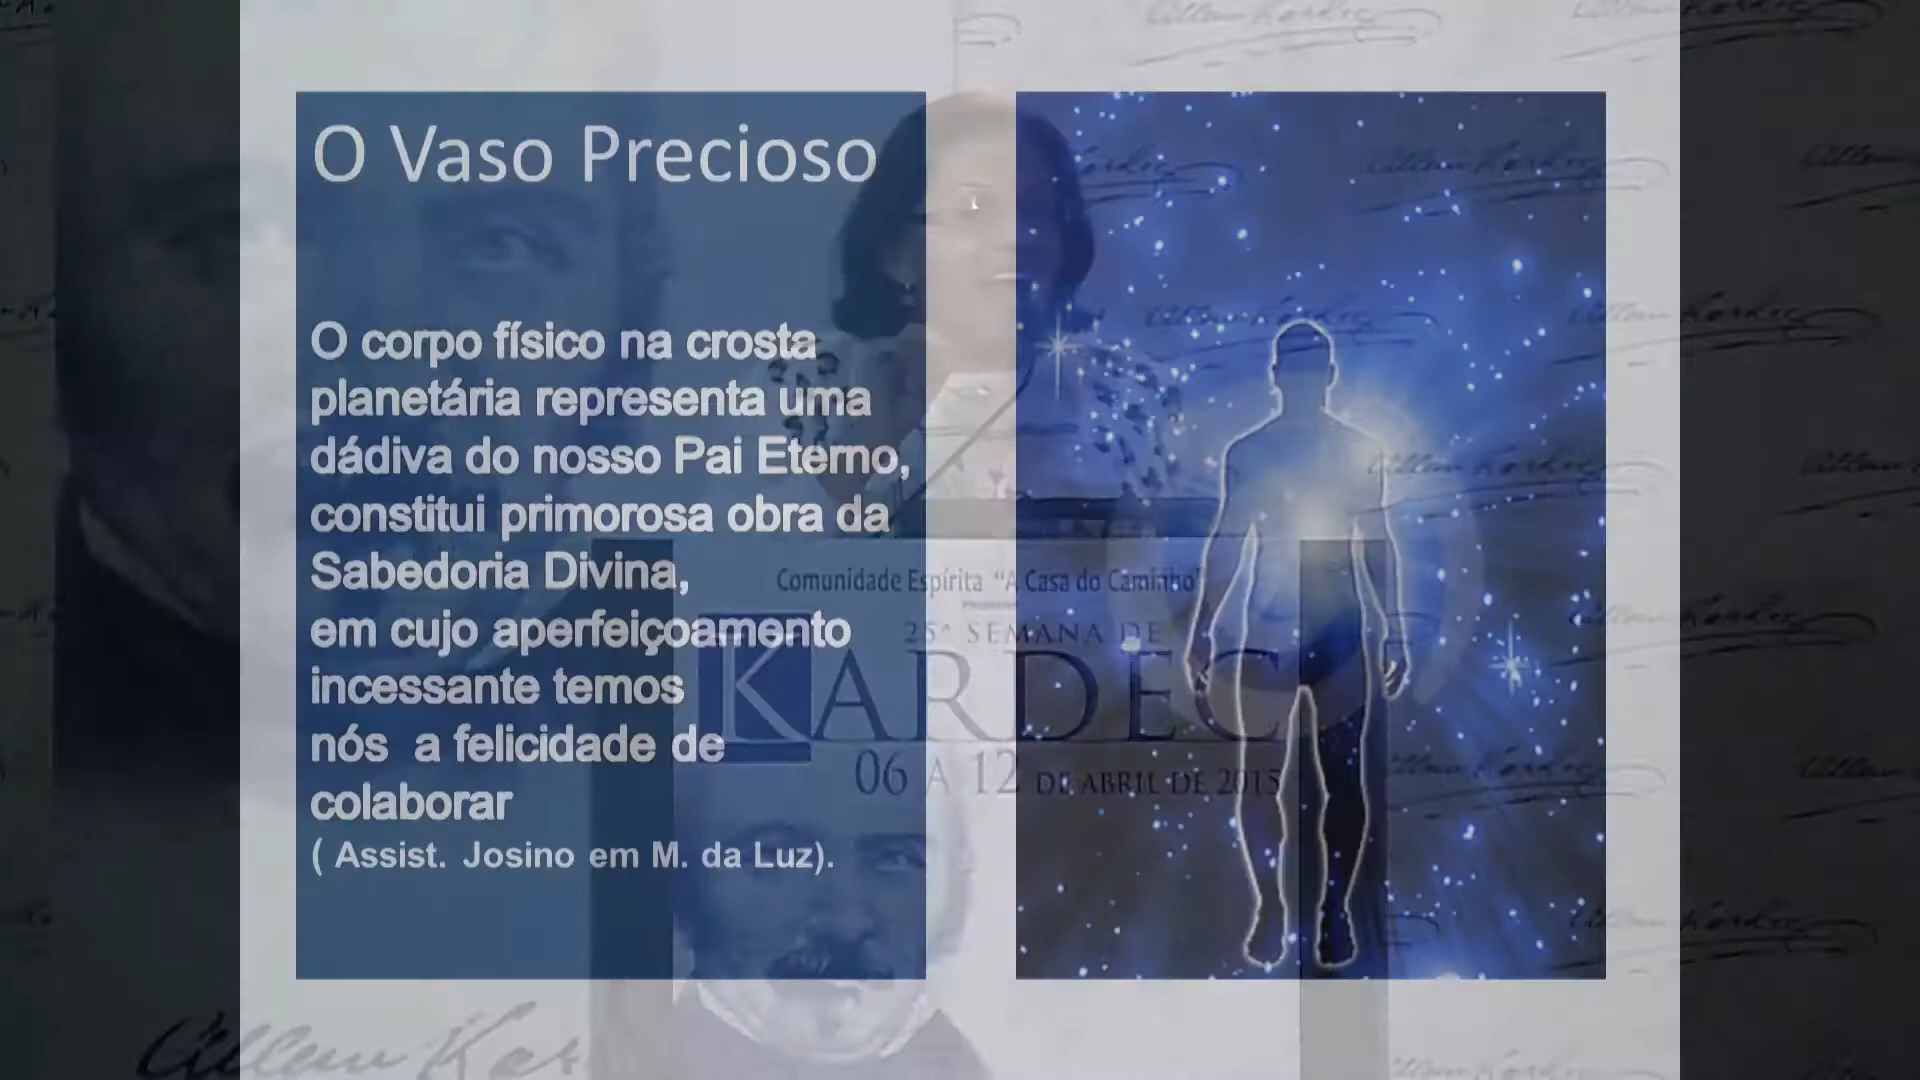 O Vaso Precioso
O corpo físico na crosta
planetária representa uma
dádiva do nosso Pai Eterno,
constitui primorosa obra da
Sabedoria Divina,
em cujo aperfeiçoamento
incessante temos
nós a felicidade de
colaborar
( Assist. Josino em M. da Luz).
Comunidade Espírita “A Casa do Caminho”
25ª SEMANA DE
KARDEC
06 A 12 DE ABRIL DE 2015
Allan Kardec